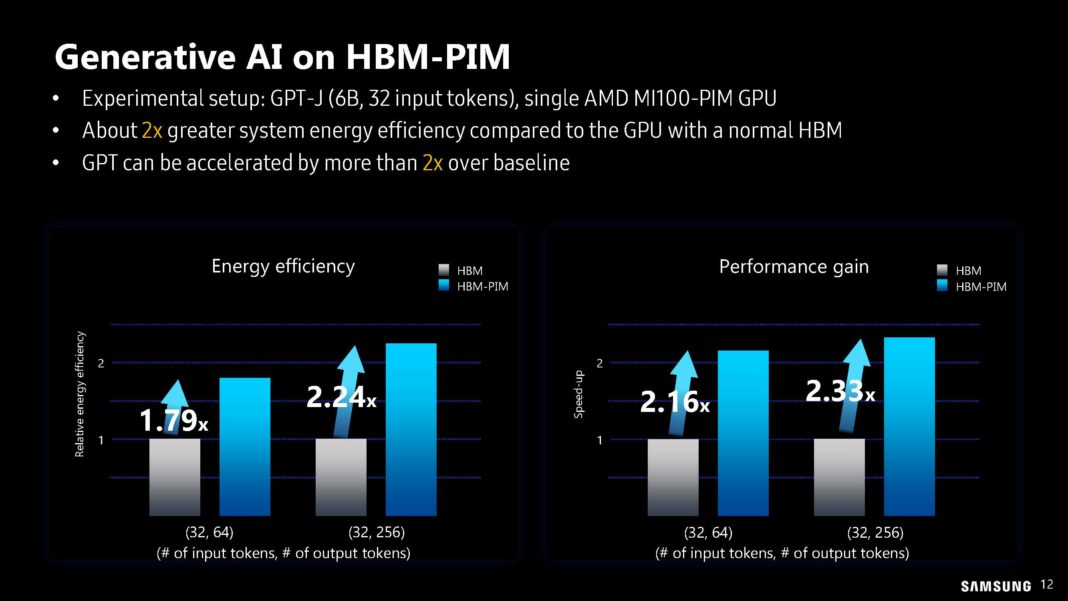 Generative AI on HBM-PIM
• Experimental setup: GPT-J (6B, 32 input tokens), single AMD MI100-PIM GPU
• About 2x greater system energy efficiency compared to the GPU with a normal HBM
• GPT can be accelerated by more than 2x over baseline
Energy efficiency
HBM
HBM-PIM
Relative energy efficiency
2
1
1.79x
2.24x
(32, 64)
(32, 256)
(# of input tokens, # of output tokens)
Performance gain
HBM
HBM-PIM
Speed-up
2
1
2.16x
2.33x
(32, 64)
(32, 256)
(# of input tokens, # of output tokens)
SAMSUNG 12